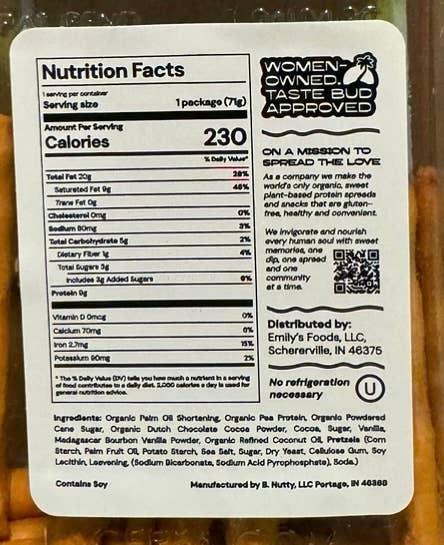 Nutrition Facts
1 serving per container
Serving size 1 package (71g)
Amount Per Serving
Calories 230
% Daily Value*
Total Fat 20g 26%
Saturated Fat 9g 45%
Trans Fat 0g
Cholesterol 0mg 0%
Sodium 80mg 3%
Total Carbohydrate 5g 2%
Dietary Fiber 1g 4%
Total Sugars 3g
Includes 3g Added Sugars 6%
Protein 9g
Vitamin D 0mcg 0%
Calcium 70mg 0%
Iron 2.7mg 15%
Potassium 90mg 2%
* The % Daily Value (DV) tells you how much a nutrient in a serving
of food contributes to a daily diet. 2,000 calories a day is used for
general nutrition advice.
WOMEN-
OWNED.
TASTE BUD
APPROVED
ON A MISSION TO
SPREAD THE LOVE
As a company we make the
world's only organic, sweet
plant-based protein spreads
and snacks that are gluten-
free, healthy and convenient.
We invigorate and nourish
every human soul with sweet
memories, one
dip, one spread
and one
community
at a time.
Distributed by:
Emily's Foods, LLC,
Schererville, IN 46375
No refrigeration
necessary
U
Ingredients: Organic Palm Oil Shortening, Organic Pea Protein, Organic Powdered
Cane Sugar, Organic Dutch Chocolate Cocoa Powder, Cocoa, Sugar, Vanilla,
Madagascar Bourbon Vanilla Powder, Organic Refined Coconut Oil, Pretzels (Corn
Starch, Palm Fruit Oil, Potato Starch, Sea Salt, Sugar, Dry Yeast, Cellulose Gum, Soy
Lecithin, Leavening, (Sodium Bicarbonate, Sodium Acid Pyrophosphate), Soda.)
Contains Soy
Manufactured by B. Nutty, LLC Portage, IN 46368